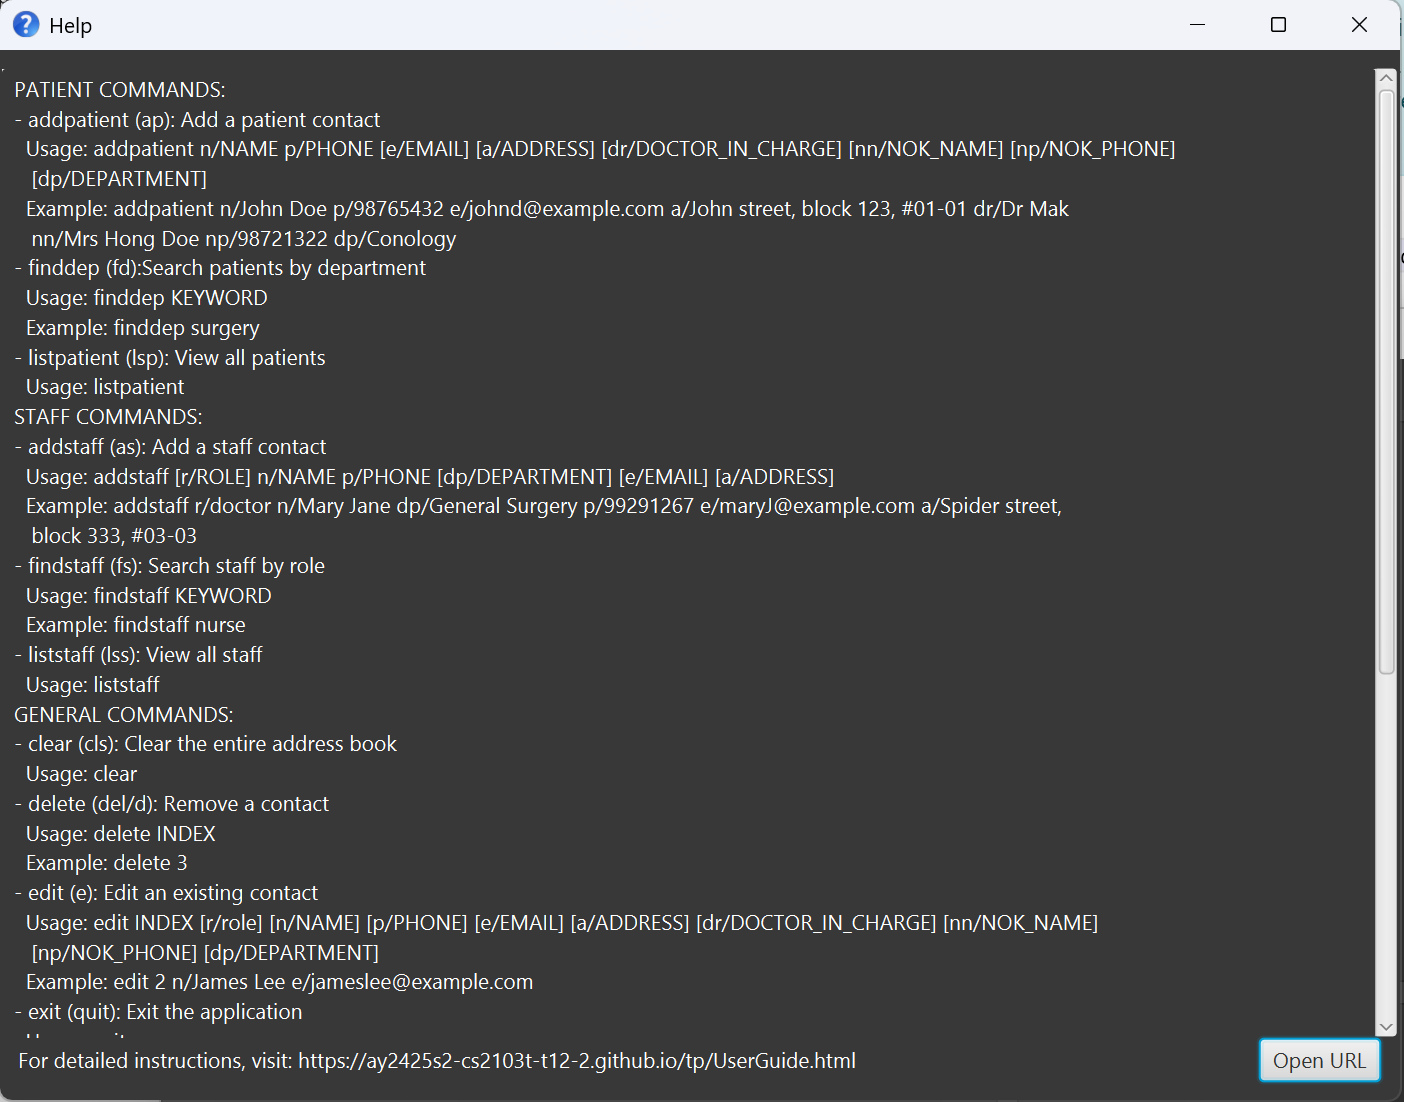 Help
PATIENT COMMANDS:
- addpatient (ap): Add a patient contact
Usage: addpatient n/NAME p/PHONE [e/EMAIL] [a/ADDRESS] [dr/DOCTOR_IN_CHARGE] [nn/NOK_NAME] [np/NOK_PHONE]
[dp/DEPARTMENT]
Example: addpatient n/John Doe p/98765432 e/johnd@example.com a/John street, block 123, #01-01 dr/Dr Mak
nn/Mrs Hong Doe np/98721322 dp/Conology
- finddep (fd):Search patients by department
Usage: finddep KEYWORD
Example: finddep surgery
- listpatient (lsp): View all patients
Usage: listpatient
STAFF COMMANDS:
- addstaff (as): Add a staff contact
Usage: addstaff [r/ROLE] n/NAME p/PHONE [dp/DEPARTMENT] [e/EMAIL] [a/ADDRESS]
Example: addstaff r/doctor n/Mary Jane dp/General Surgery p/99291267 e/maryJ@example.com a/Spider street,
block 333, #03-03
- findstaff (fs): Search staff by role
Usage: findstaff KEYWORD
Example: findstaff nurse
- liststaff (lss): View all staff
Usage: liststaff
GENERAL COMMANDS:
- clear (cls): Clear the entire address book
Usage: clear
- delete (del/d): Remove a contact
Usage: delete INDEX
Example: delete 3
- edit (e): Edit an existing contact
Usage: edit INDEX [r/role] [n/NAME] [p/PHONE] [e/EMAIL] [a/ADDRESS] [dr/DOCTOR_IN_CHARGE] [nn/NOK_NAME]
[np/NOK_PHONE] [dp/DEPARTMENT]
Example: edit 2 n/James Lee e/jameslee@example.com
- exit (quit): Exit the application
For detailed instructions, visit: https://ay2425s2-cs2103t-t12-2.github.io/tp/UserGuide.html
Open URL